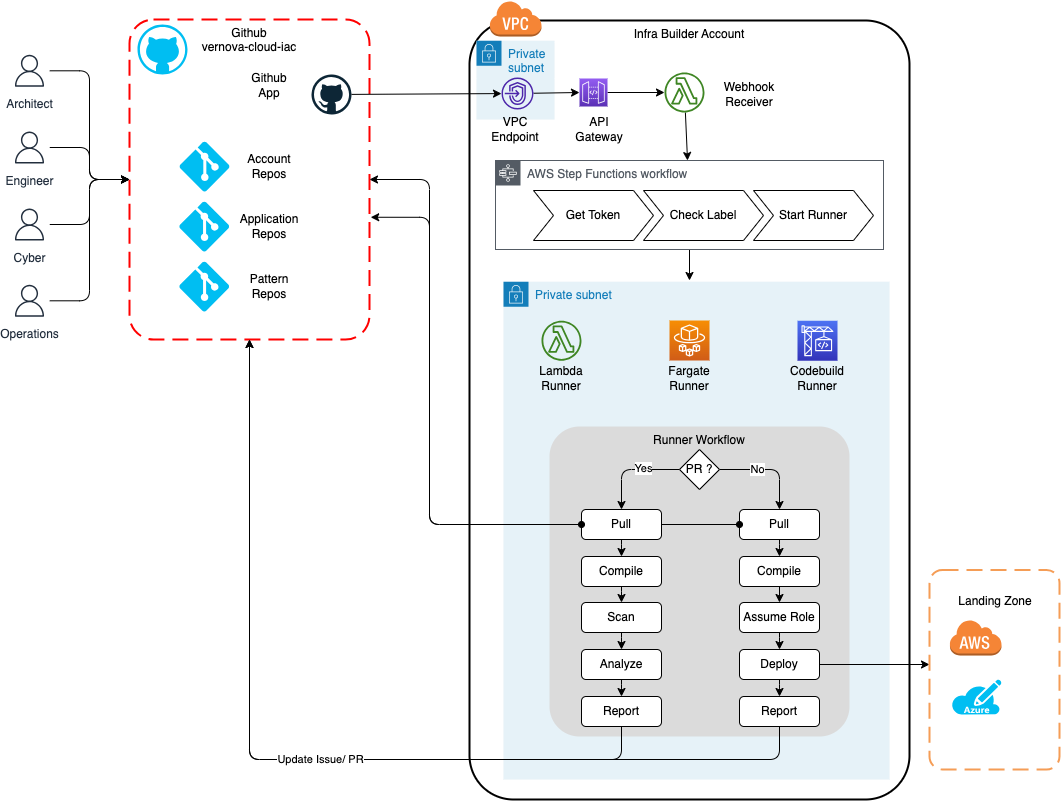 Architect
Engineer
Cyber
Operations
Github
vernova-cloud-iac
Github
App
Account
Repos
Application
Repos
Pattern
Repos
VPC
Infra Builder Account
Private
subnet
VPC
Endpoint
API
Gateway
Webhook
Receiver
AWS Step Functions workflow
Get Token
Check Label
Start Runner
Private subnet
Lambda
Runner
Fargate
Runner
Codebuild
Runner
Runner Workflow
PR ?
Yes
No
Pull
Compile
Scan
Analyze
Report
Pull
Compile
Assume Role
Deploy
Report
Update Issue/ PR
Landing Zone
AWS
Azure